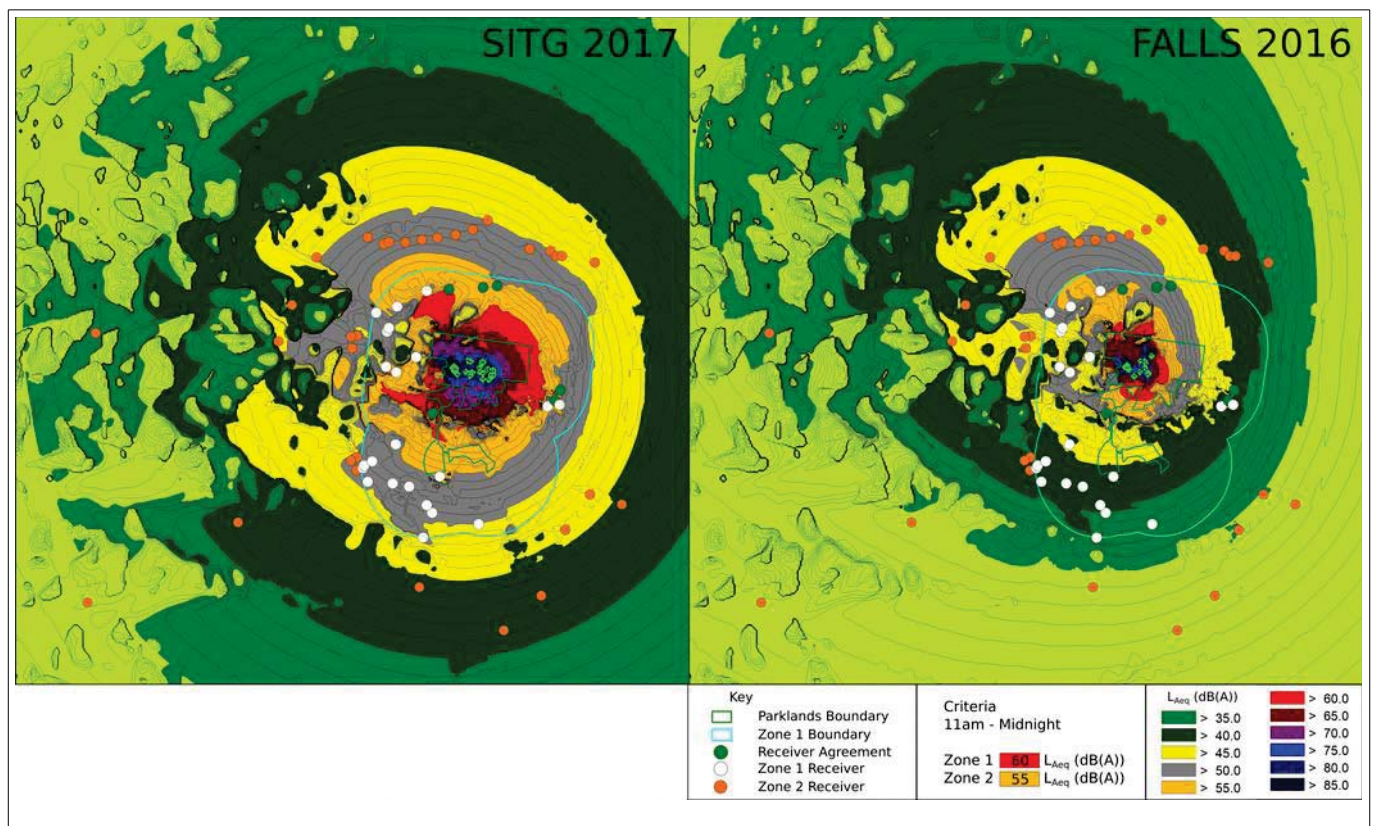 SITG 2017
FALLS 2016
Key
Parklands Boundary
Zone 1 Boundary
Receiver Agreement
Zone 1 Receiver
Zone 2 Receiver
Criteria
11am - Midnight
Zone 1 60 LAeq (dB(A))
Zone 2 55 LAeq (dB(A))
LAeq (dB(A))
> 35.0
> 40.0
> 45.0
> 50.0
> 55.0
> 60.0
> 65.0
> 70.0
> 75.0
> 80.0
> 85.0